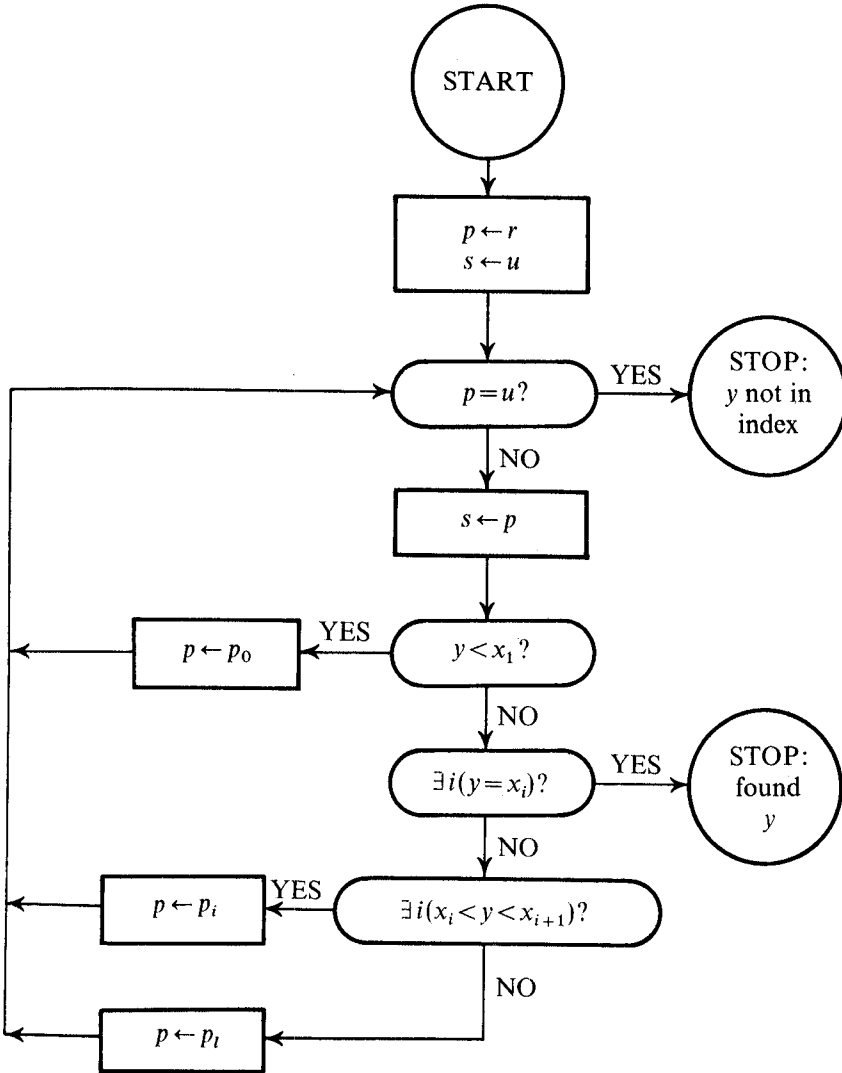 START
p ← r
s ← u
p = u?
YES
STOP:
y not in
index
NO
s ← p
y < x₁?
YES
p ← p₀
NO
∃ i (y = xᵢ)?
YES
STOP:
found
y
NO
∃ i (xᵢ < y < xᵢ₊₁)?
YES
p ← pᵢ
NO
p ← pₗ